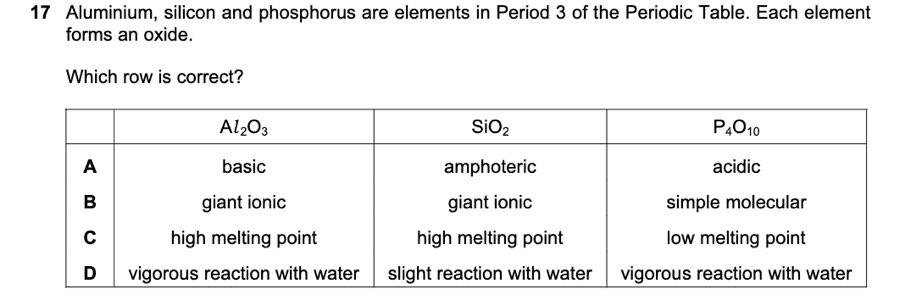 17 Aluminium, silicon and phosphorus are elements in Period 3 of the Periodic Table. Each element
forms an oxide.
Which row is correct?
Al₂O₃ SiO₂ P₄O₁₀
A basic amphoteric acidic
B giant ionic giant ionic simple molecular
C high melting point high melting point low melting point
D vigorous reaction with water slight reaction with water vigorous reaction with water